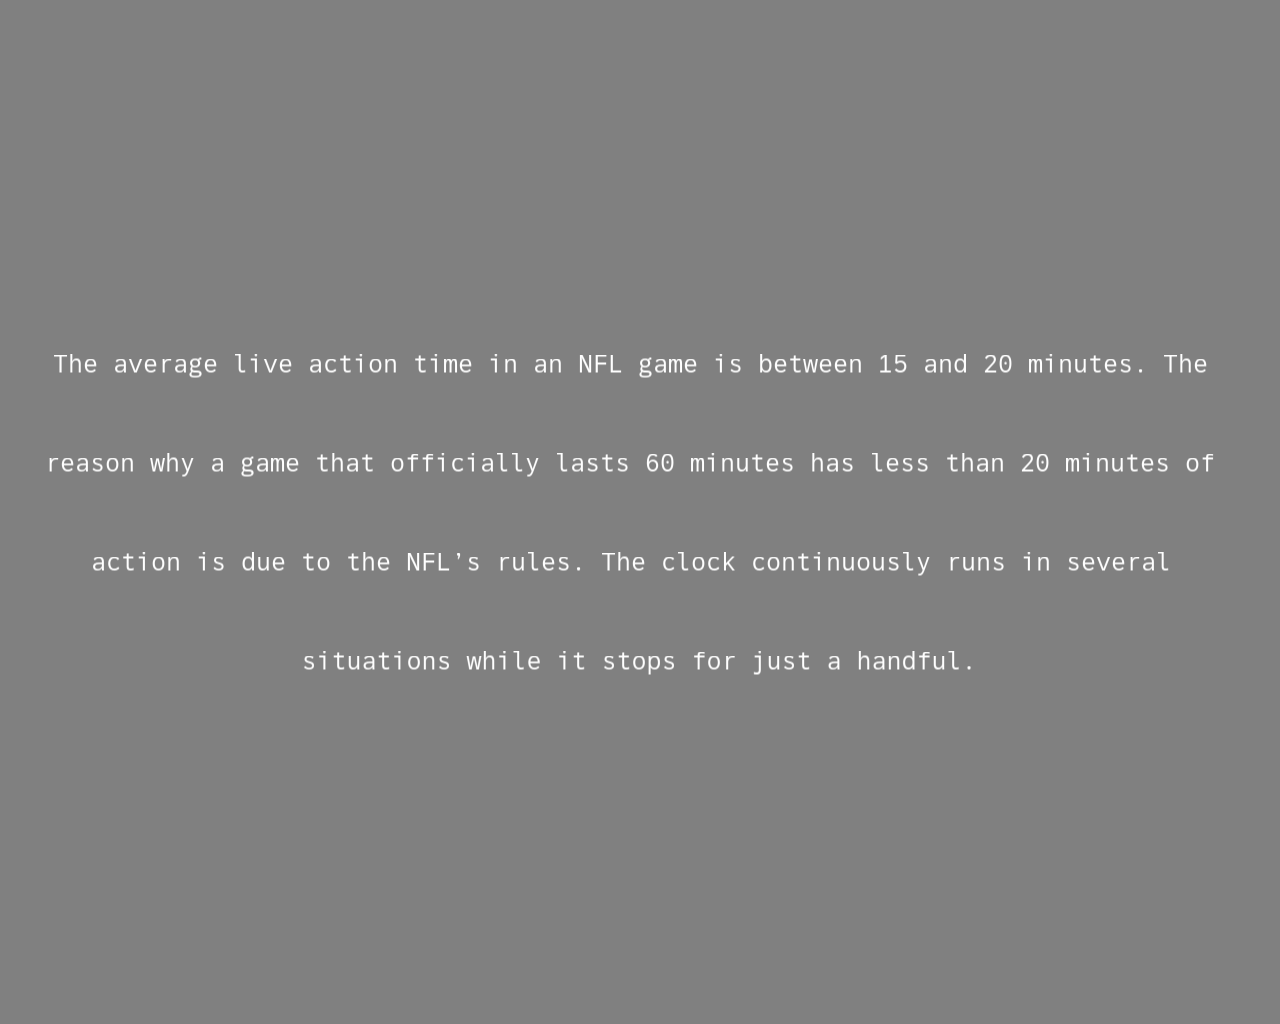 The average live action time in an NFL game is between 15 and 20 minutes. The
reason why a game that officially lasts 60 minutes has less than 20 minutes of
action is due to the NFL's rules. The clock continuously runs in several
situations while it stops for just a handful.